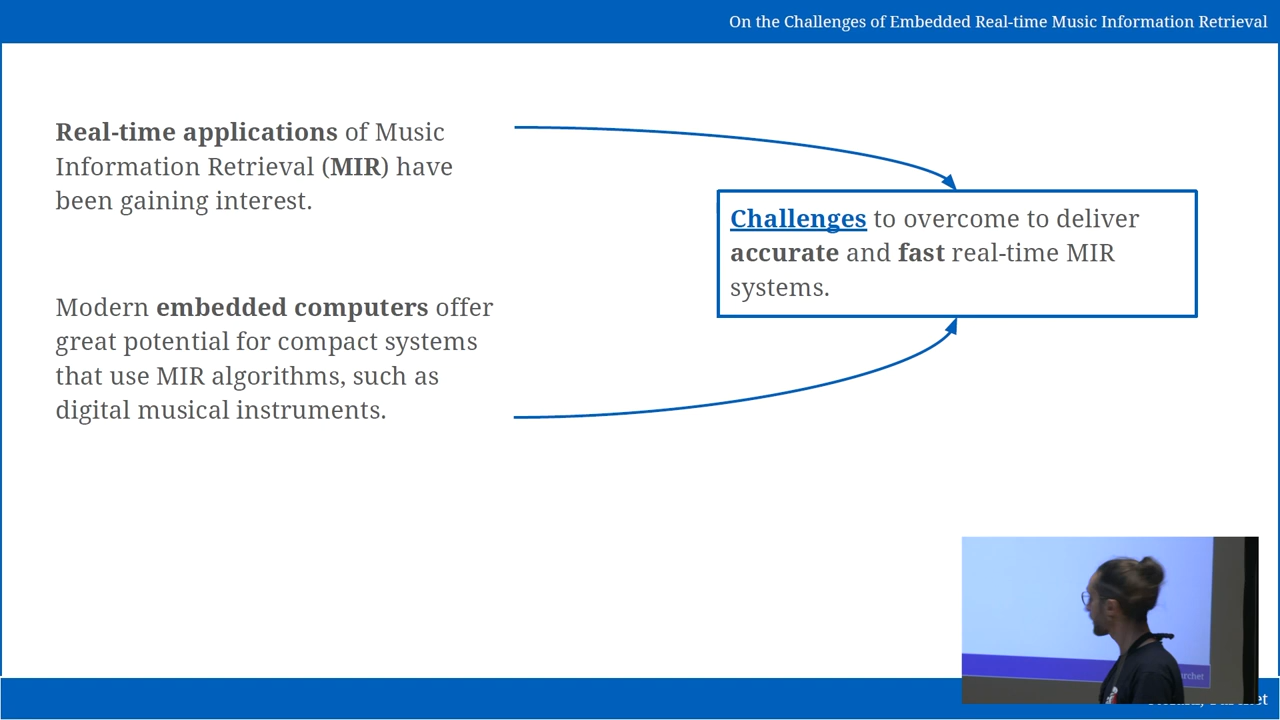 On the Challenges of Embedded Real-time Music Information Retrieval
Real-time applications of Music
Information Retrieval (MIR) have
been gaining interest.
Modern embedded computers offer
great potential for compact systems
that use MIR algorithms, such as
digital musical instruments.
Challenges to overcome to deliver
accurate and fast real-time MIR
systems.